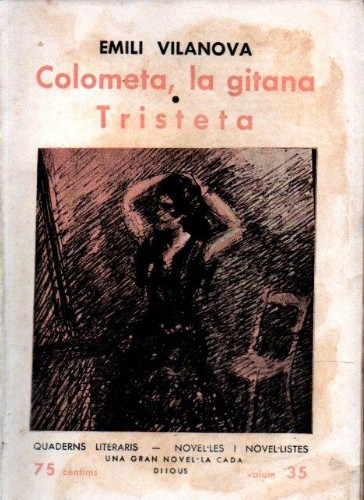 EMILI VILANOVA
Colometa, la gitana
•
Tristeta
QUADERNS LITERARIS — NOVEL·LES I NOVEL·LISTES
UNA GRAN NOVEL·LA CADA
DIJOUS
75 cèntims
volum 35